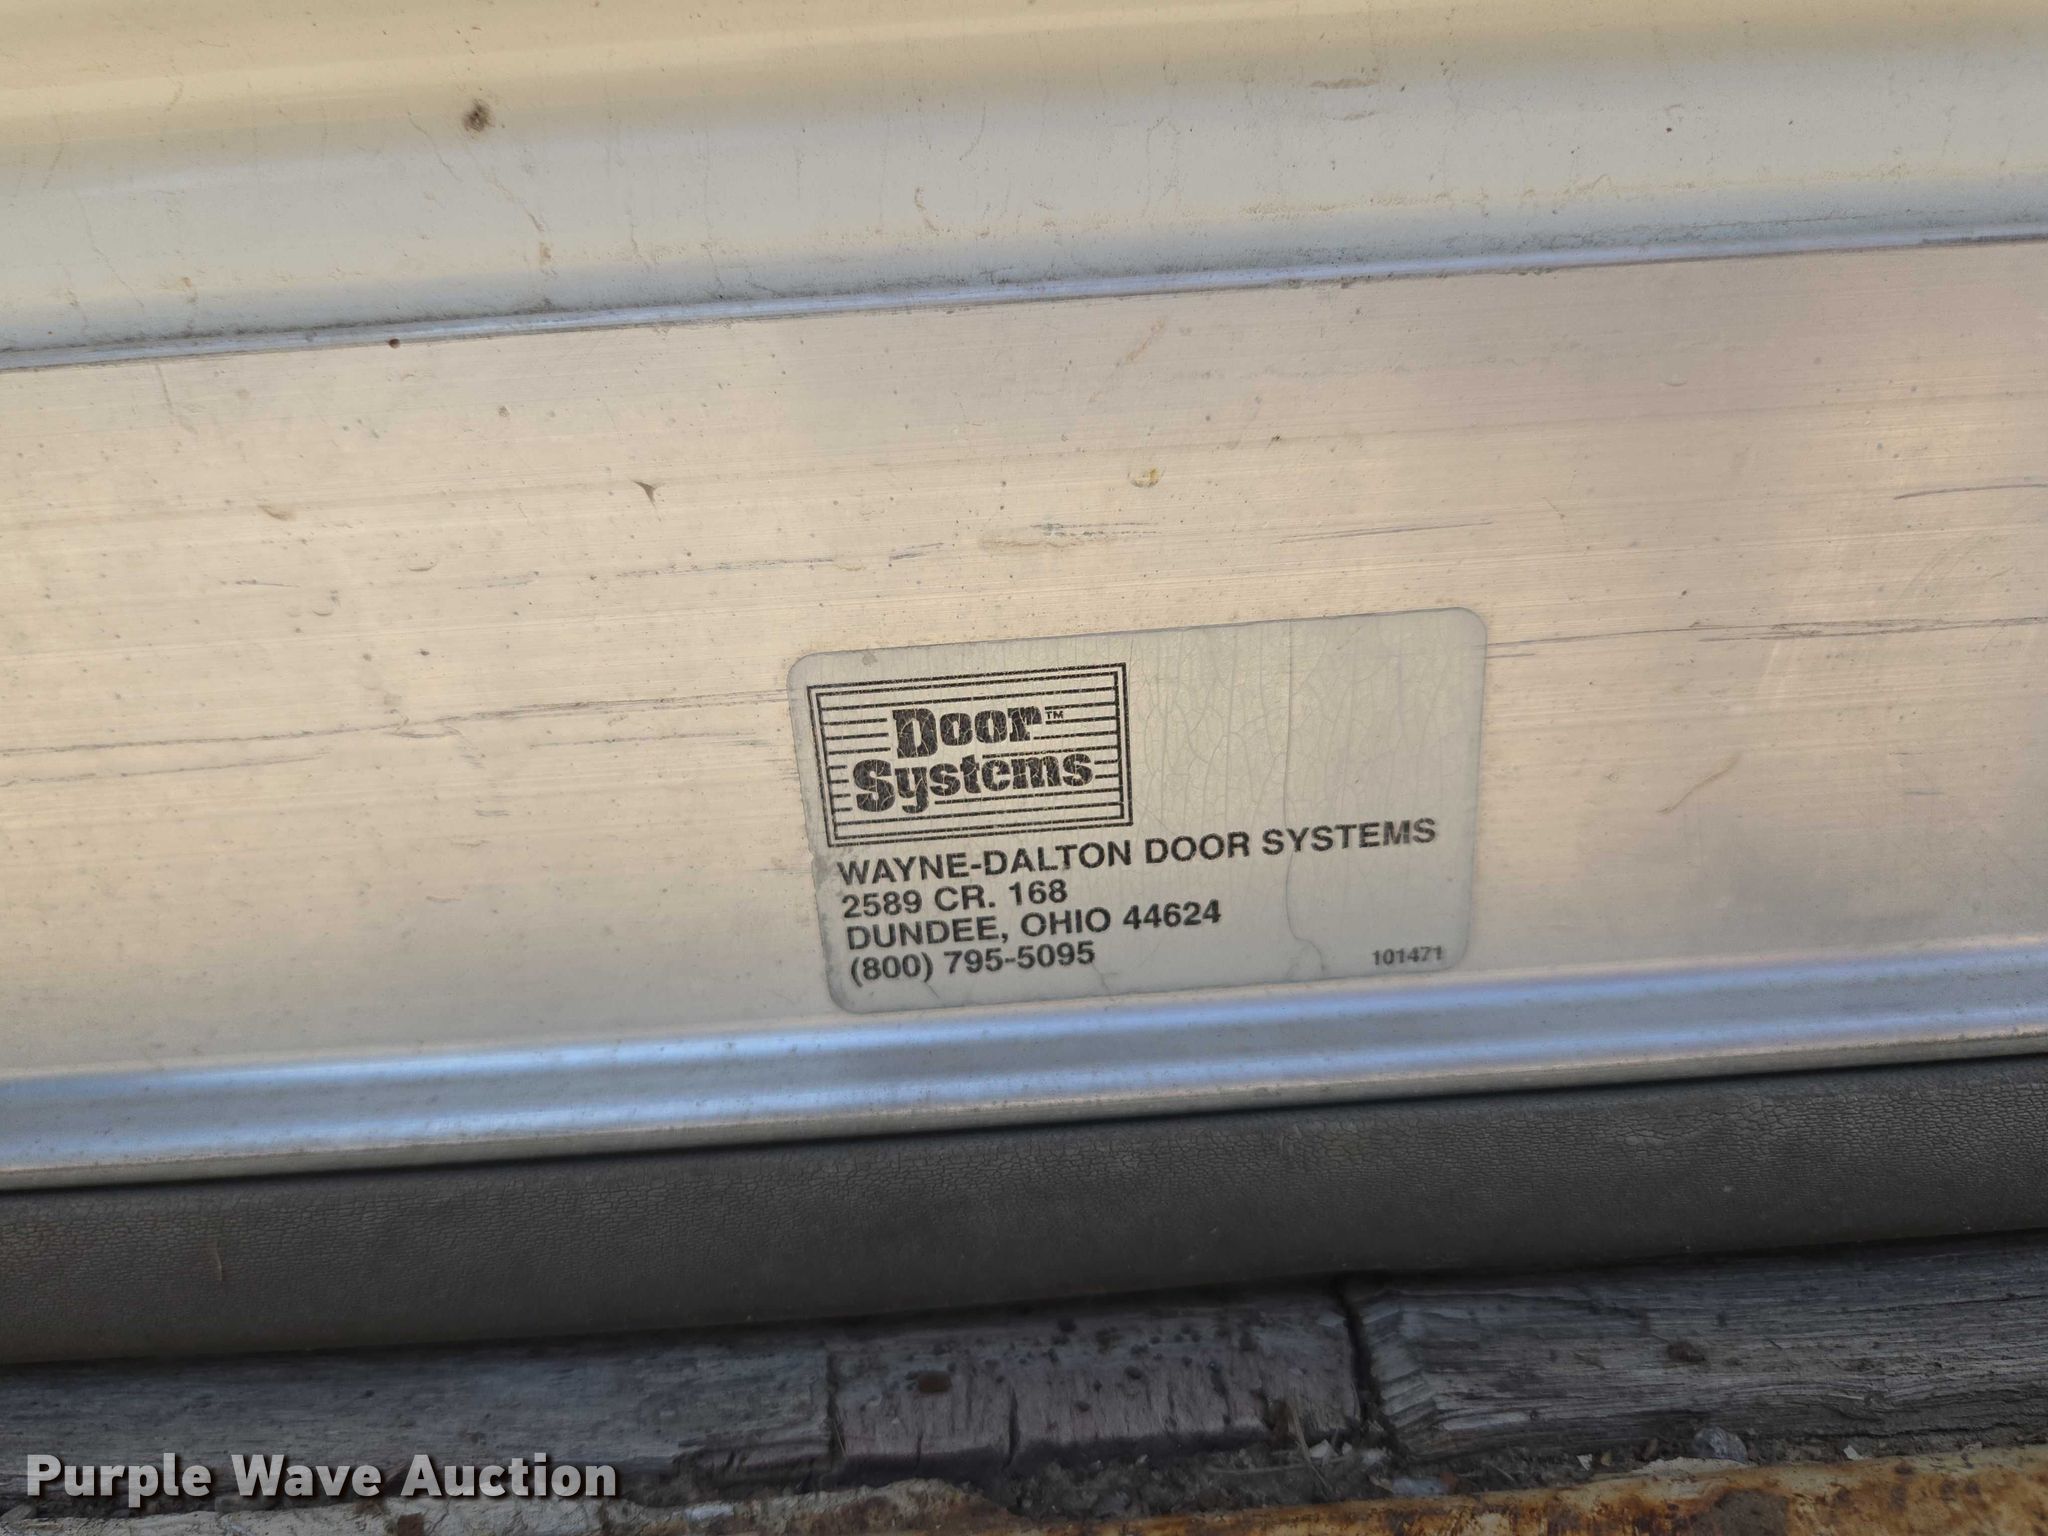 Door™
Systems
WAYNE-DALTON DOOR SYSTEMS
2589 CR. 168
DUNDEE, OHIO 44624
(800) 795-5095
101471
Purple Wave Auction